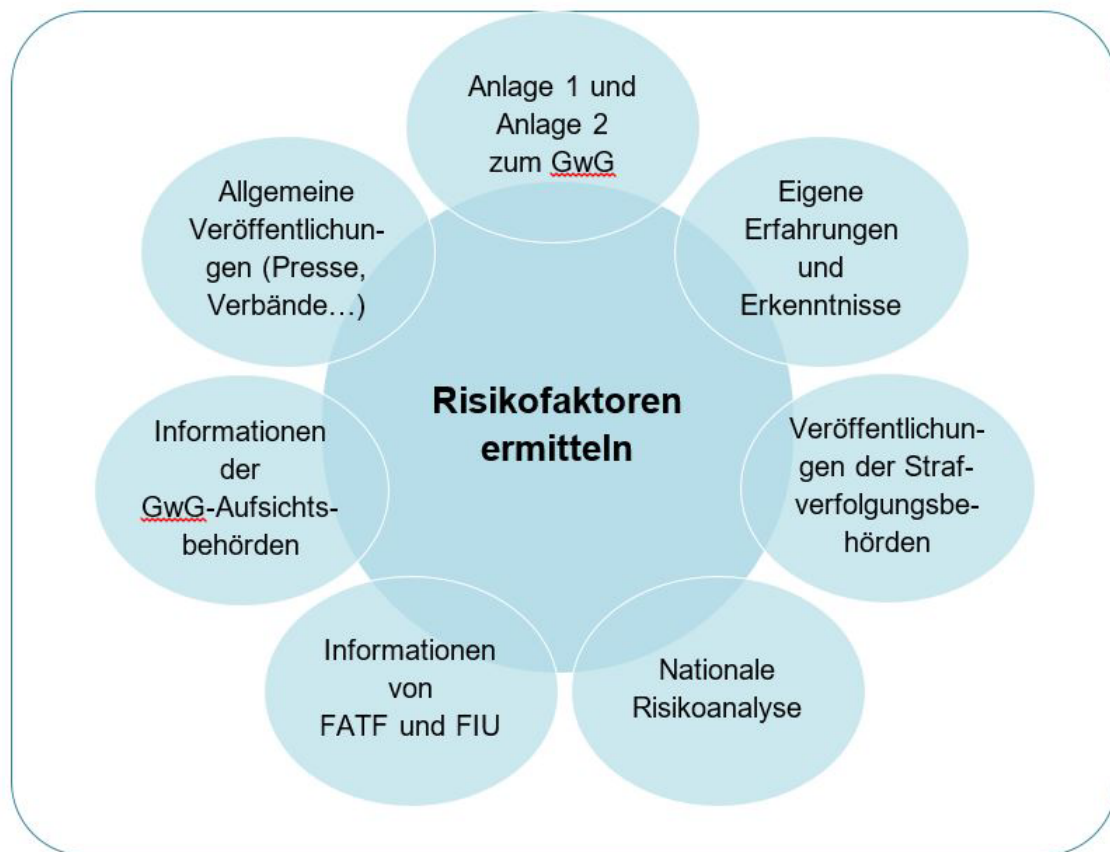 Anlage 1 und
Anlage 2
zum GwG
Eigene
Erfahrungen
und
Erkenntnisse
Veröffentlichun-
gen der Straf-
verfolgungsbe-
hörden
Nationale
Risikoanalyse
Informationen
von
FATF und FIU
Informationen
der
GwG-Aufsichts-
behörden
Allgemeine
Veröffentlichun-
gen (Presse,
Verbände…)
Risikofaktoren
ermitteln